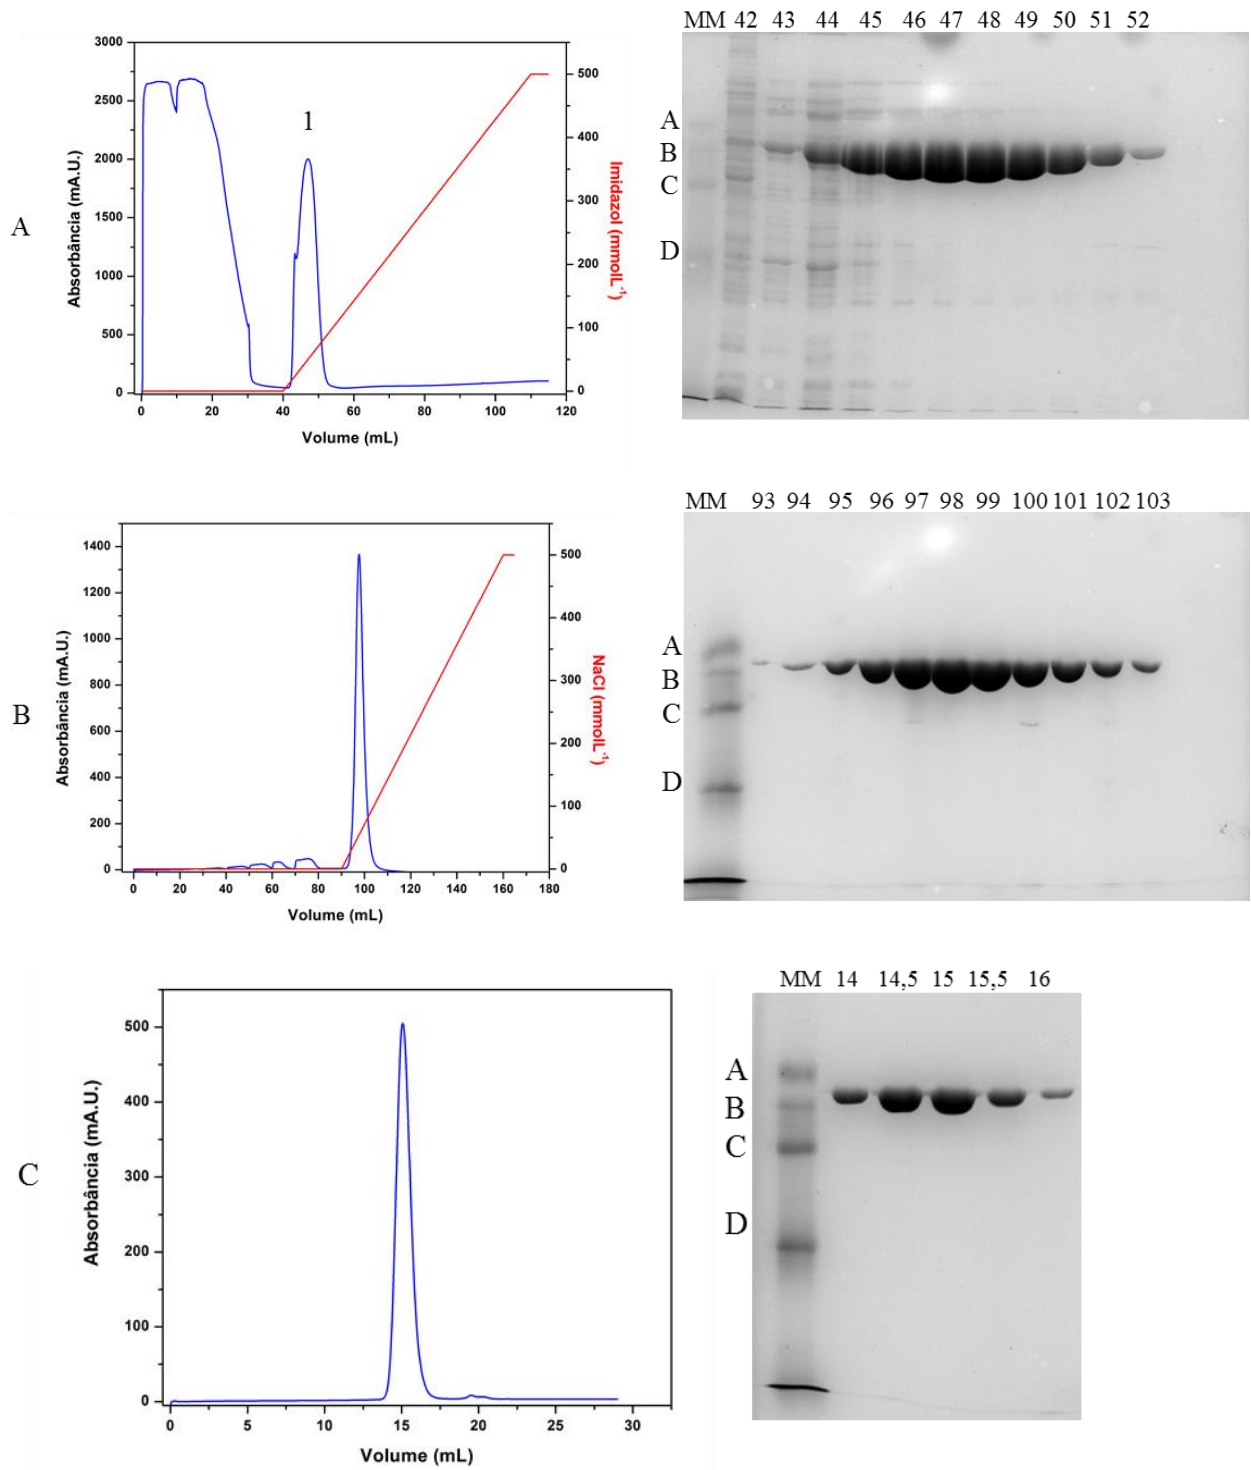 MM 42 43 44 45 46 47 48 49 50 51 52
3000
2500
2000
1500
1000
500
0
Absorbância (mA.U.)
1
500
400
300
200
100
0
Imidazol (mmolL⁻¹)
0 20 40 60 80 100 120
Volume (mL)
A
A
B
C
D
MM 93 94 95 96 97 98 99 100 101 102 103
1400
1200
1000
800
600
400
200
0
Absorbância (mA.U.)
500
400
300
200
100
0
NaCl (mmolL⁻¹)
0 20 40 60 80 100 120 140 160 180
Volume (mL)
B
A
B
C
D
MM 14 14,5 15 15,5 16
500
400
300
200
100
0
Absorbância (mA.U.)
0 5 10 15 20 25 30
Volume (mL)
C
A
B
C
D